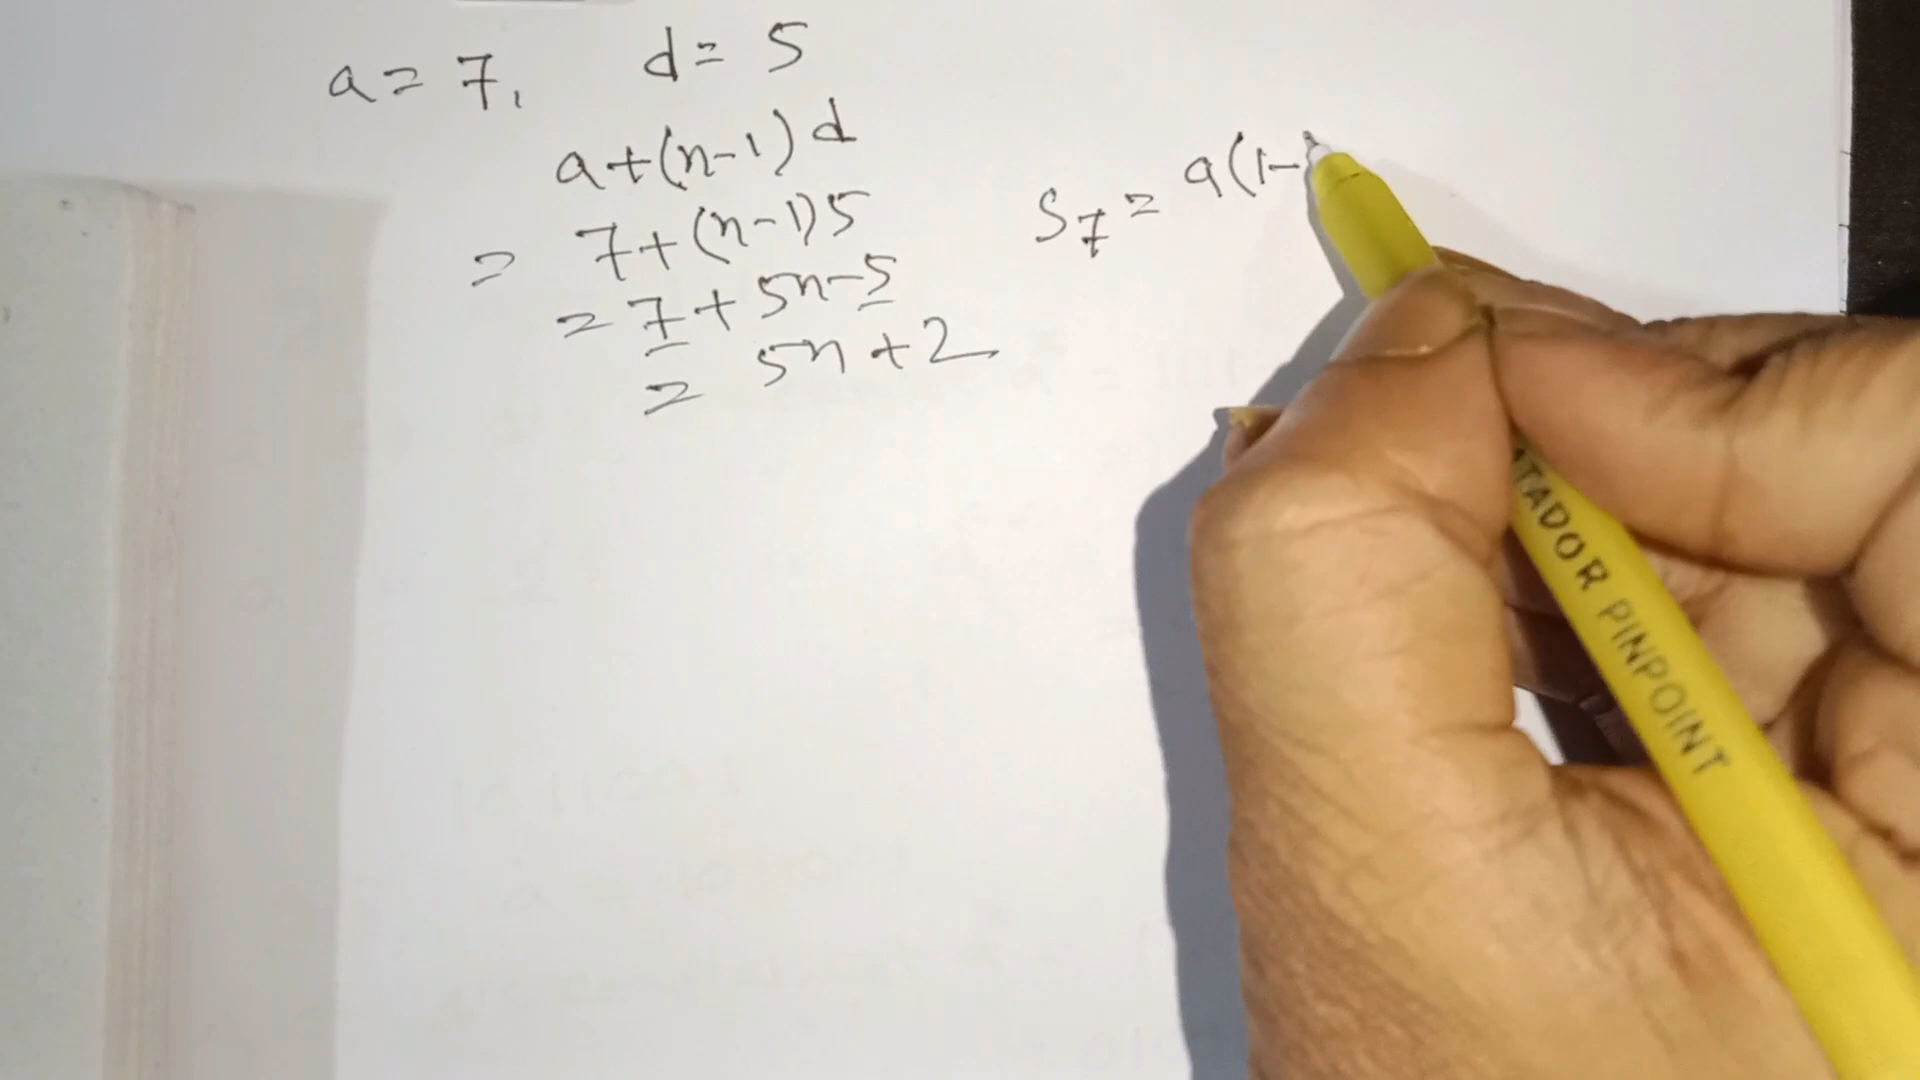 a = 7, d = 5
a+(n-1)d
= 7+(n-1)5
= 7+5n-5
= 5n+2
S7 = a(1-
MATADOR PINPOINT